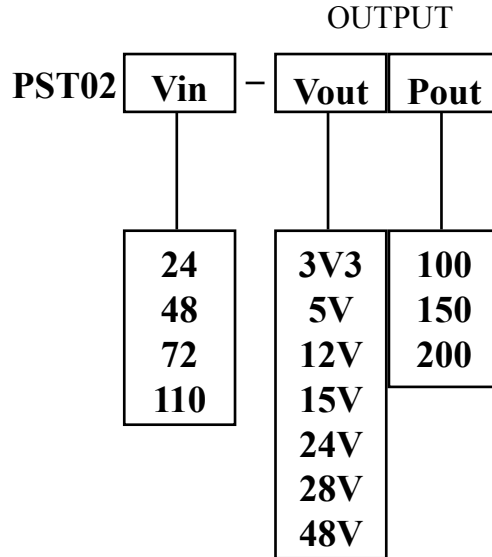 OUTPUT
PST02 Vin – Vout Pout
24 3V3 100
48 5V 150
72 12V 200
110 15V
24V
28V
48V